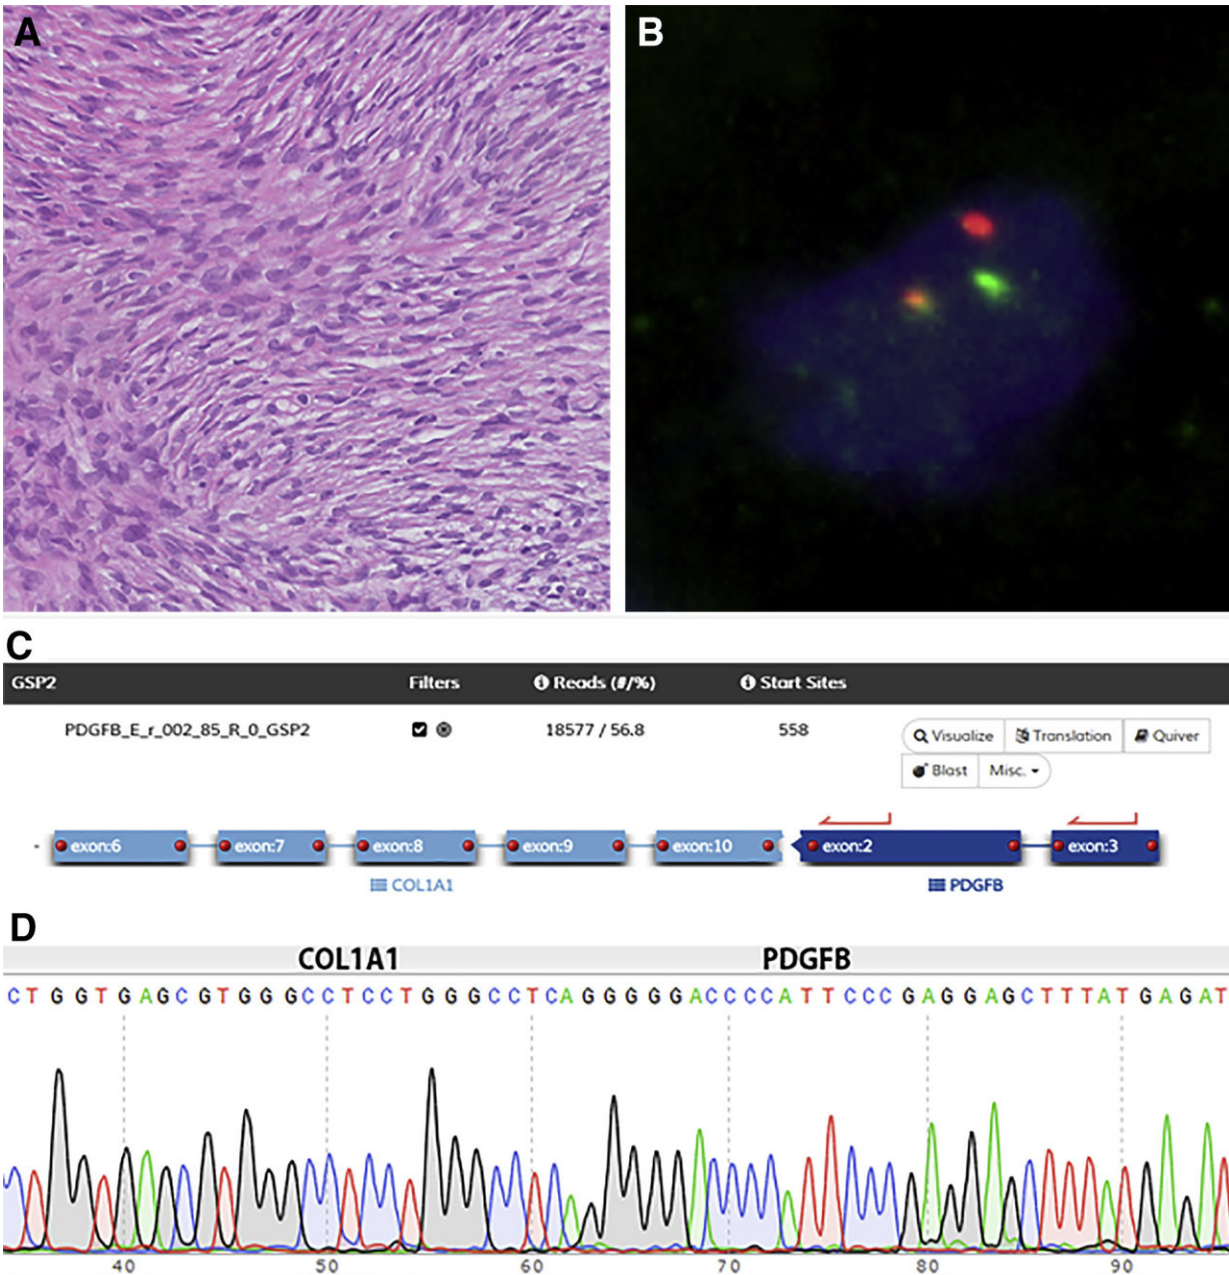 A
B
C
GSP2 Filters Reads (#/%) Start Sites
PDGFB_E_r_002_85_R_0_GSP2 18577 / 56.8 558 Visualize Translation Quiver
Blast Misc.
exon:6 exon:7 exon:8 exon:9 exon:10 exon:2 exon:3
COL1A1 PDGFB
D
COL1A1 PDGFB
CTGGTGAGCGTGGGCCTCCTGGGCCTCAGGGGGACCCCATTCCCGAGGAGCTTTATGAGAT
40 50 60 70 80 90